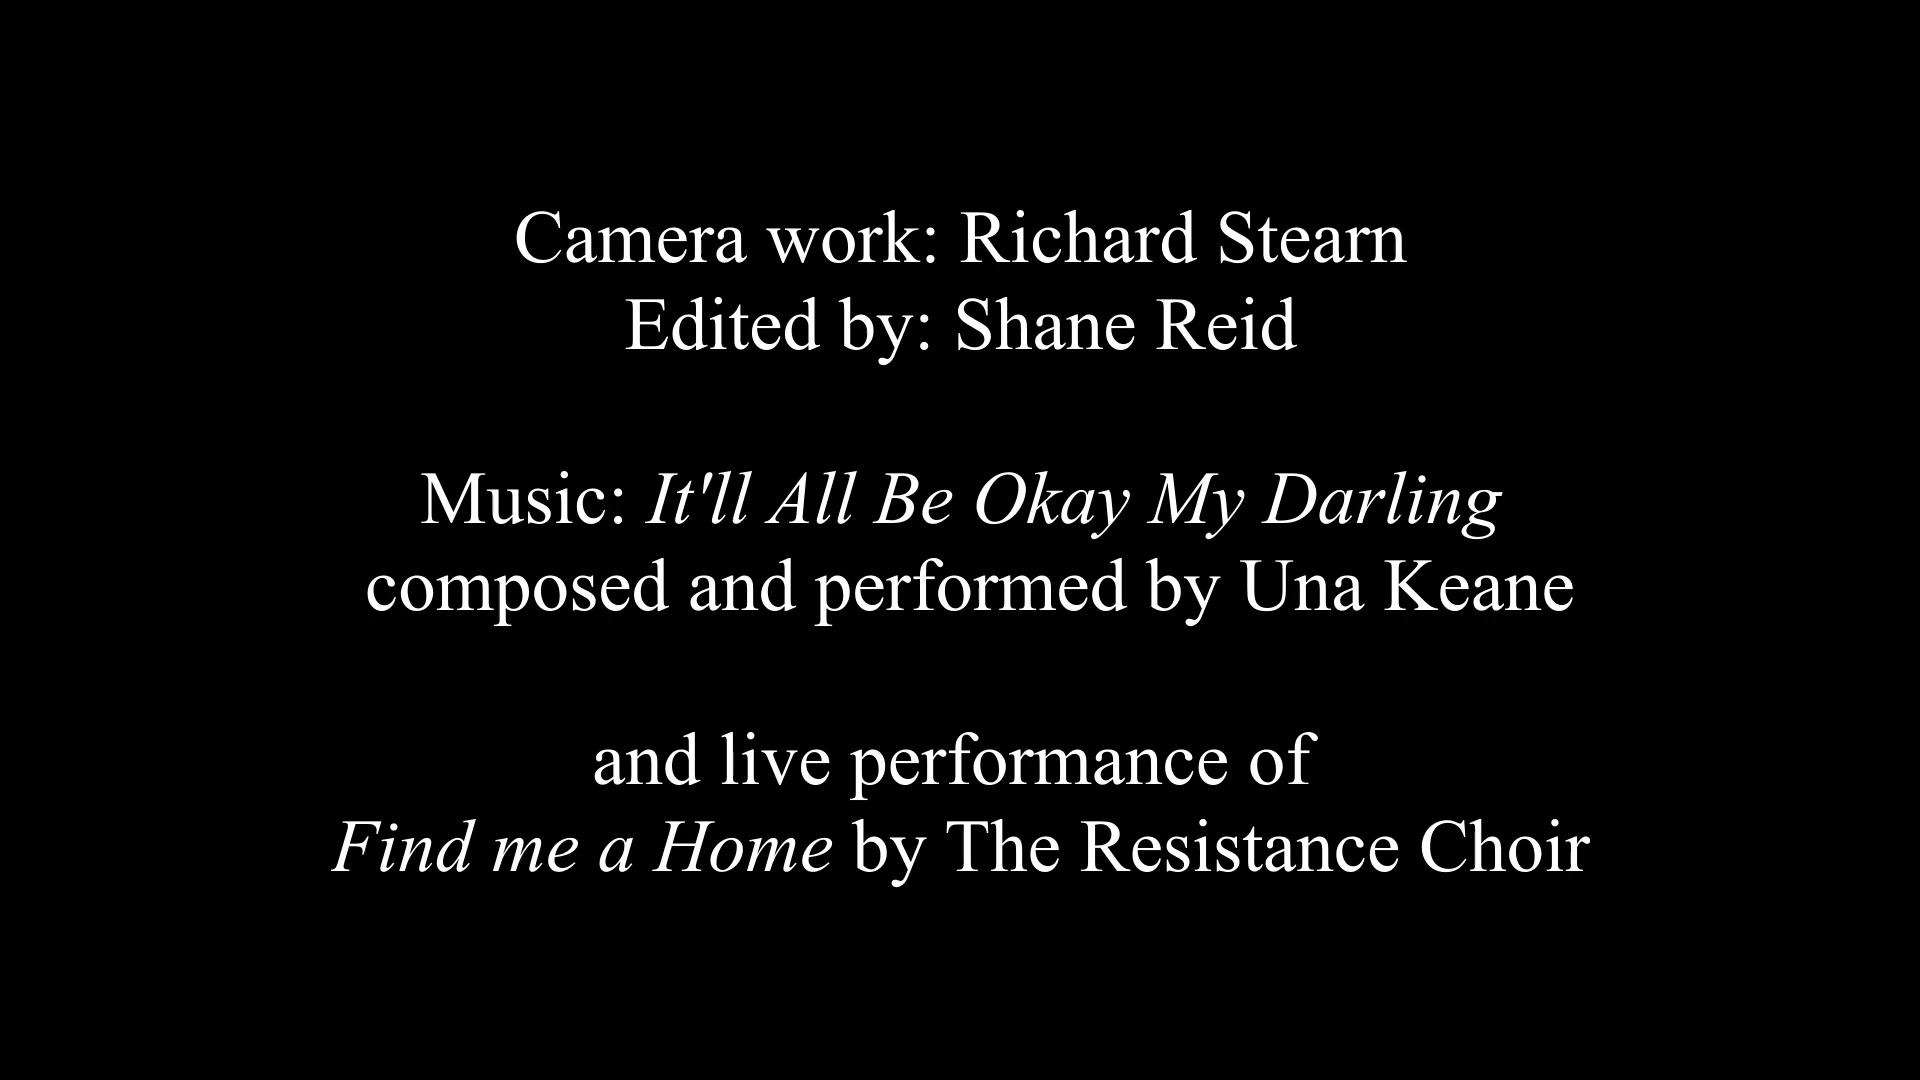 Camera work: Richard Stearn
Edited by: Shane Reid
Music: It'll All Be Okay My Darling
composed and performed by Una Keane
and live performance of
Find me a Home by The Resistance Choir